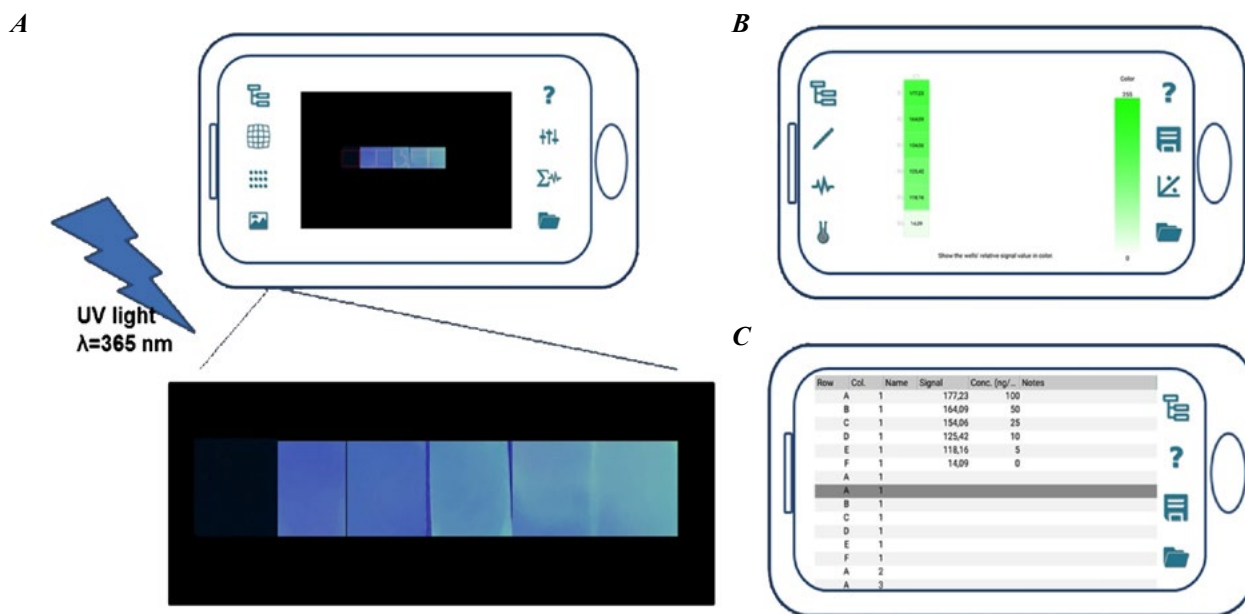 A
UV light
λ=365 nm
?
Σ
B
?
Color
255
177,23
164,09
154,06
125,42
118,16
14,09
0
Show the wells' relative signal value in color.
C
Row Col. Name Signal Conc. (ng/... Notes
A 1 177,23 100
B 1 164,09 50
C 1 154,06 25
D 1 125,42 10
E 1 118,16 5
F 1 14,09 0
A 1
A 1
B 1
C 1
D 1
E 1
F 1
A 2
A 3
?